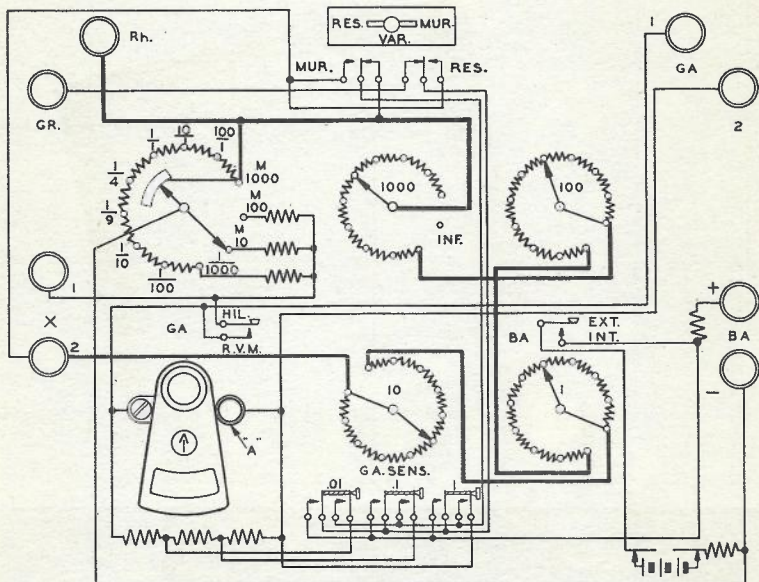 RES. MUR.
VAR.
Rh.
MUR. RES.
1
GA
GR.
2
1/4 1/1 10/1 100/1
M
1000
M
100
M
10
1/9
1/10
1/100
1/1000
1000
INF.
100
1
X
2
GA
HIL.
R.V.M.
BA
EXT.
INT.
+
BA
-
10
1
"A"
GA. SENS.
.01 .1 1